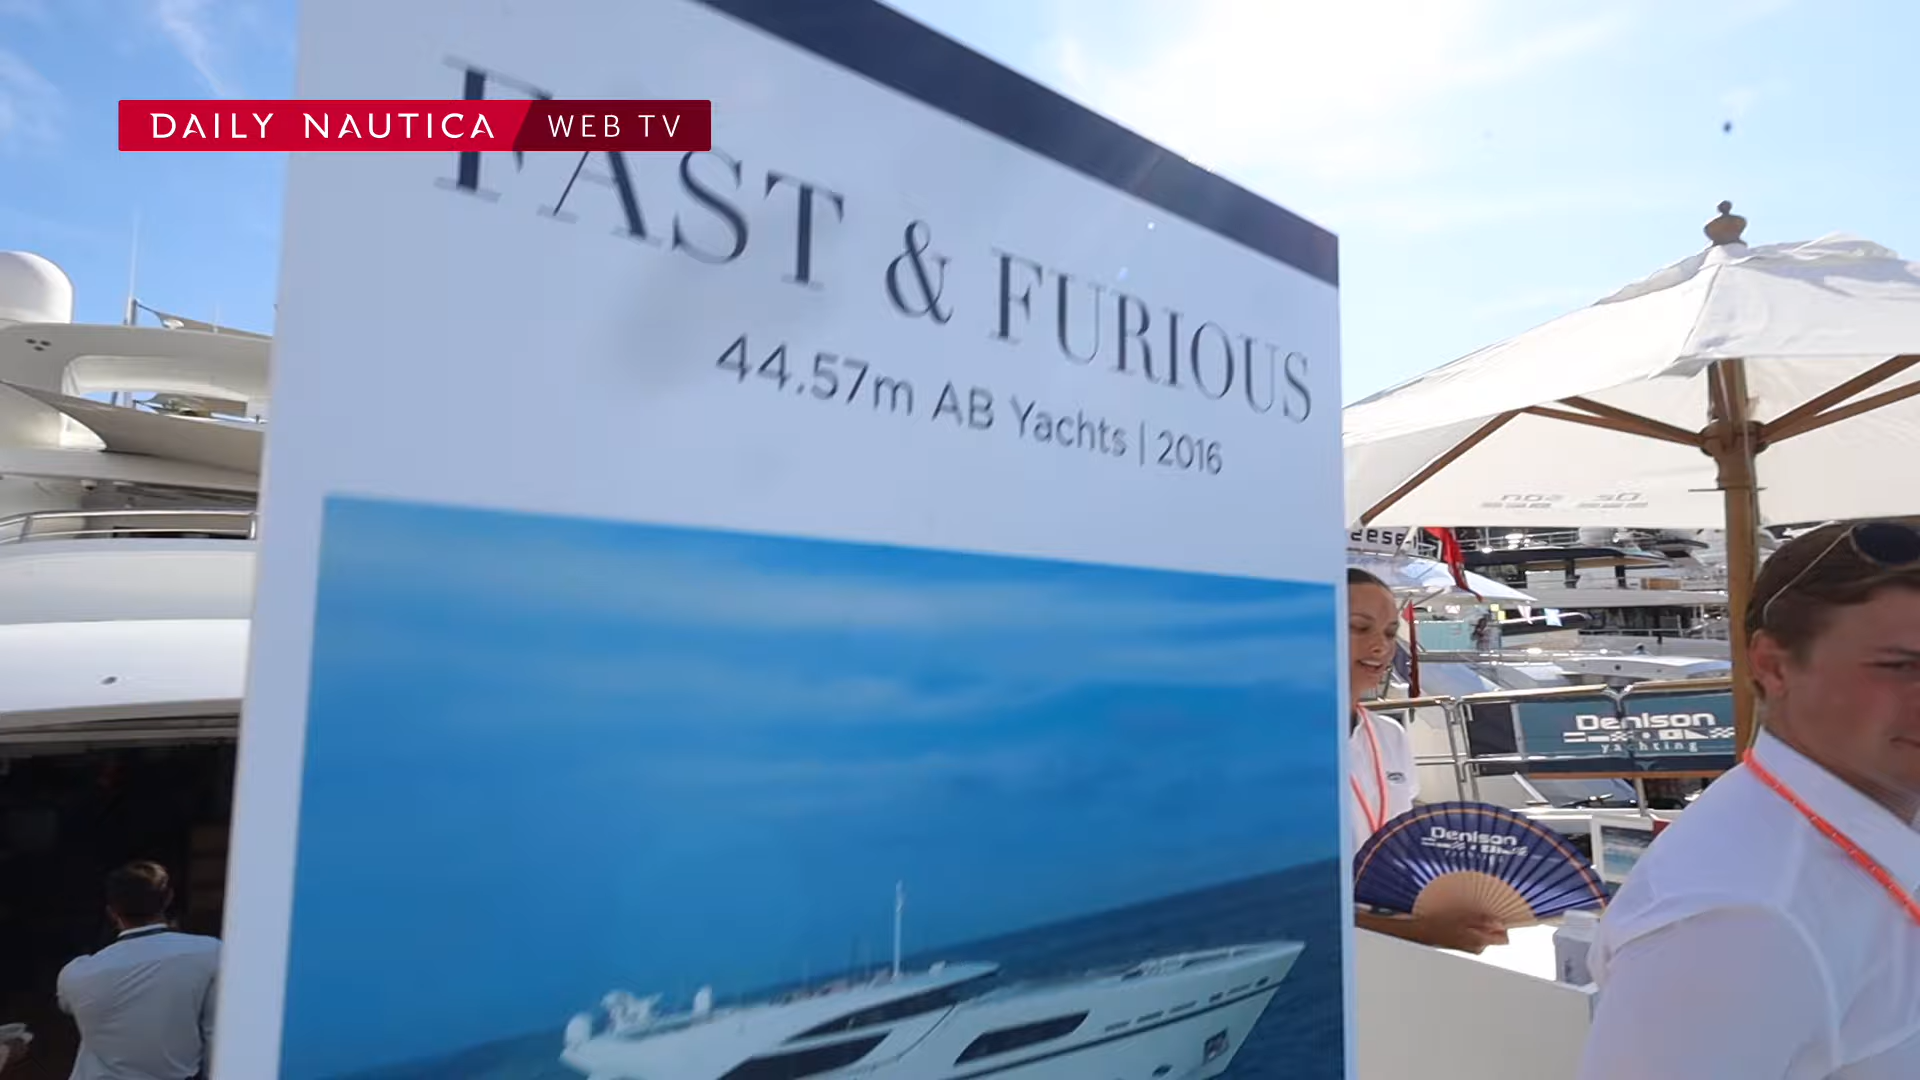 DAILY NAUTICA WEB TV
FAST & FURIOUS
44.57m AB Yachts | 2016
Denison
yachting
Denison